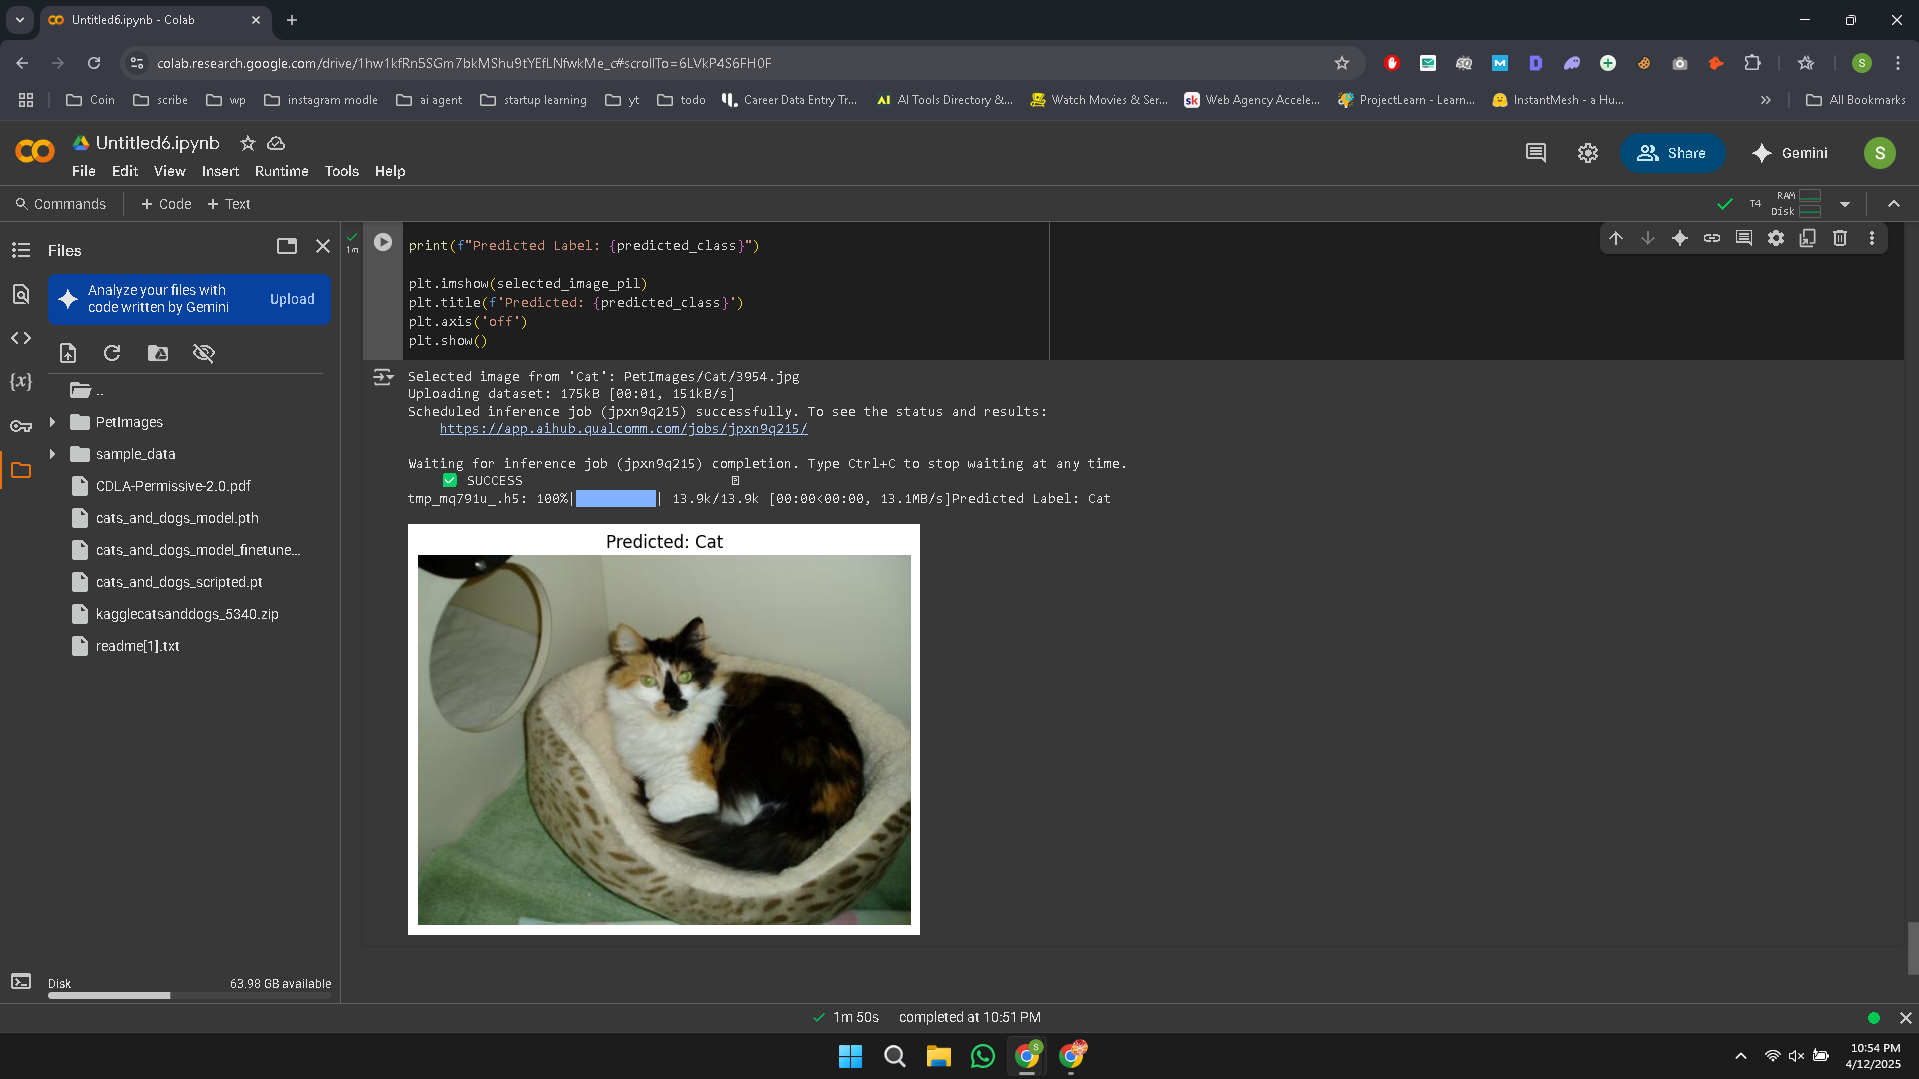 Untitled6.ipynb - Colab
colab.research.google.com/drive/1hw1kfRn5SGm7bkMShu9tYEfLNfwkMe_c#scrollTo=6LVkP4S6FH0F
S
Coin
scribe
wp
instagram modle
ai agent
startup learning
yt
todo
Career Data Entry Tr...
AI Tools Directory &...
Watch Movies & Ser...
Web Agency Accele...
ProjectLearn - Learn...
InstantMesh - a Hu...
All Bookmarks
Untitled6.ipynb
File Edit View Insert Runtime Tools Help
Share
Gemini
S
Commands
+ Code + Text
T4
RAM
Disk
Files
Analyze your files with
code written by Gemini
Upload
..
PetImages
sample_data
CDLA-Permissive-2.0.pdf
cats_and_dogs_model.pth
cats_and_dogs_model_finetune...
cats_and_dogs_scripted.pt
kagglecatsanddogs_5340.zip
readme[1].txt
Disk
63.98 GB available
1m
print(f"Predicted Label: {predicted_class}")
plt.imshow(selected_image_pil)
plt.title(f'Predicted: {predicted_class}')
plt.axis('off')
plt.show()
Selected image from 'Cat': PetImages/Cat/3954.jpg
Uploading dataset: 175kB [00:01, 151kB/s]
Scheduled inference job (jpxn9q215) successfully. To see the status and results:
https://app.aihub.qualcomm.com/jobs/jpxn9q215/
Waiting for inference job (jpxn9q215) completion. Type Ctrl+C to stop waiting at any time.
✅ SUCCESS
tmp_mq791u_.h5: 100%| | 13.9k/13.9k [00:00<00:00, 13.1MB/s]Predicted Label: Cat
Predicted: Cat
1m 50s completed at 10:51 PM
10:54 PM
4/12/2025